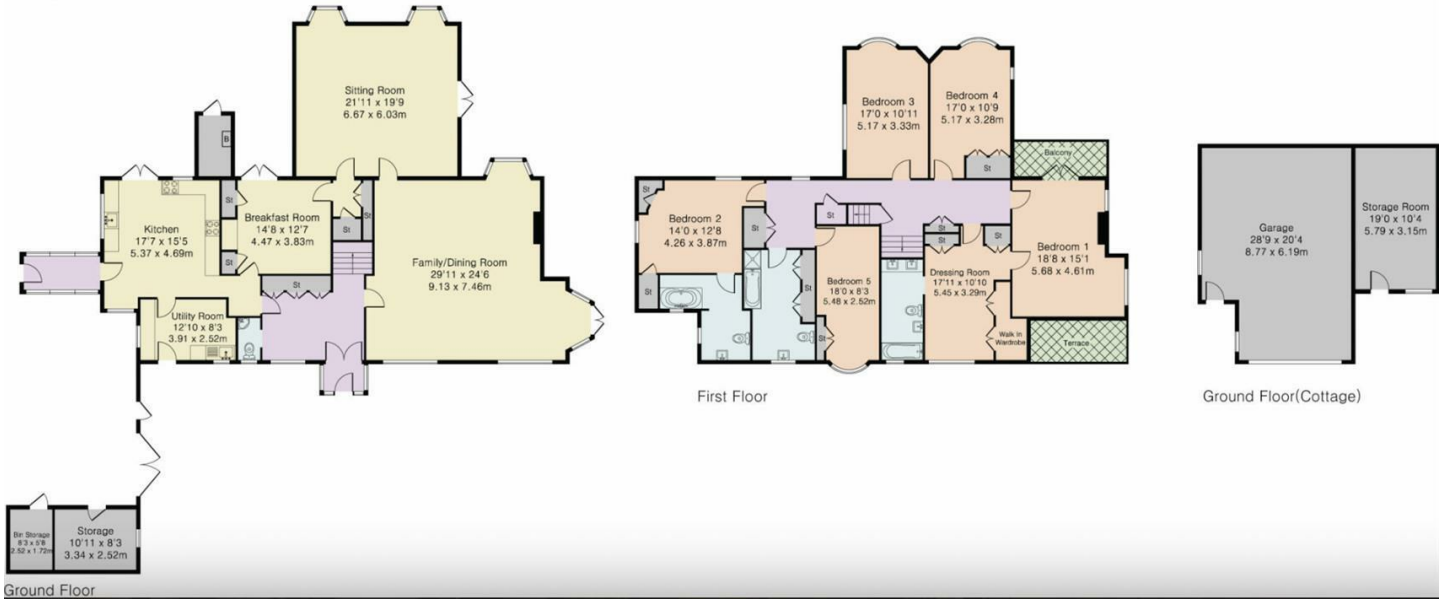 Sitting Room
21'11 x 19'9
6.67 x 6.03m
B
Kitchen
17'7 x 15'5
5.37 x 4.69m
St
Breakfast Room
14'8 x 12'7
4.47 x 3.83m
St
St
St
St
Family/Dining Room
29'11 x 24'6
9.13 x 7.46m
Utility Room
12'10 x 8'3
3.91 x 2.52m
Bin Storage
8'3 x 5'8
2.52 x 1.72m
Storage
10'11 x 8'3
3.34 x 2.52m
Ground Floor
Bedroom 3
17'0 x 10'11
5.17 x 3.33m
Bedroom 4
17'0 x 10'9
5.17 x 3.28m
St
Balcony
St
Bedroom 2
14'0 x 12'8
4.26 x 3.87m
St
St
St
St
St
St
St
St
Bedroom 5
18'0 x 8'3
5.48 x 2.52m
Dressing Room
17'11 x 10'10
5.45 x 3.29m
Bedroom 1
18'8 x 15'1
5.68 x 4.61m
Walk In
Wardrobe
Terrace
First Floor
Garage
28'9 x 20'4
8.77 x 6.19m
Storage Room
19'0 x 10'4
5.79 x 3.15m
Ground Floor(Cottage)